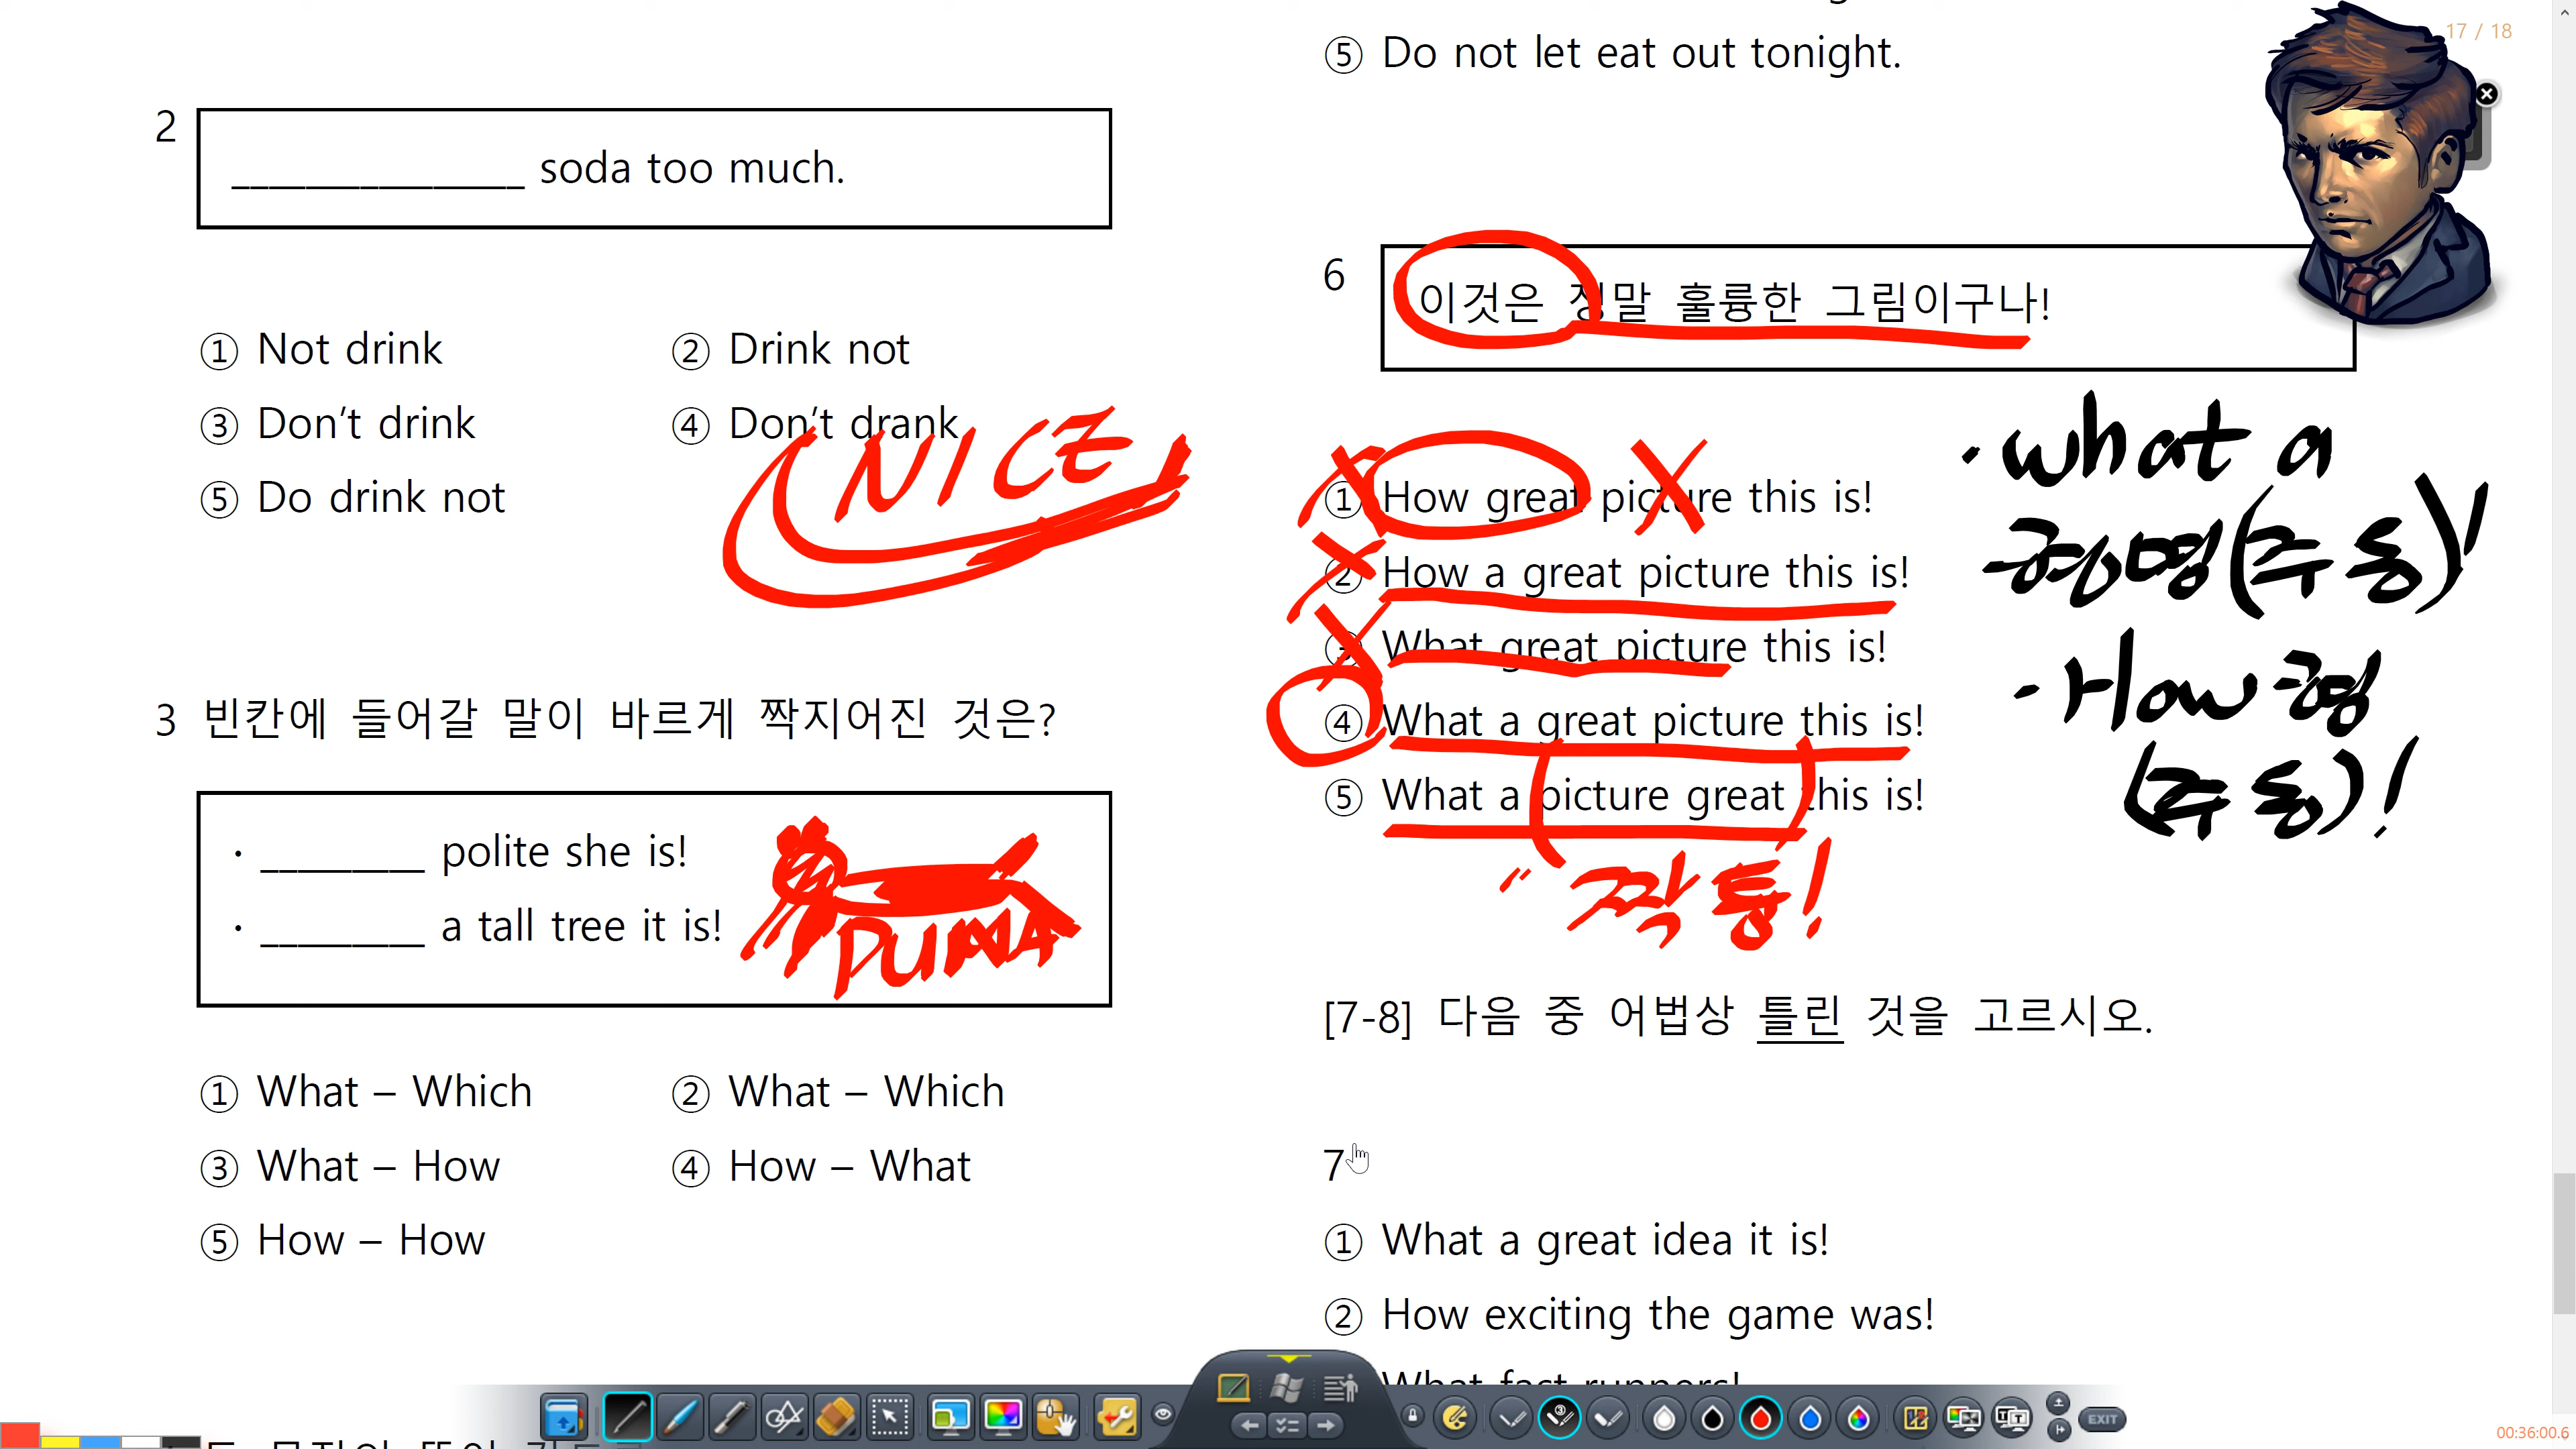 2
______________ soda too much.
① Not drink ② Drink not
③ Don't drink ④ Don't drank
⑤ Do drink not
NICE
3 빈칸에 들어갈 말이 바르게 짝지어진 것은?
· ________ polite she is!
· ________ a tall tree it is!
PUMA
① What – Which ② What – Which
③ What – How ④ How – What
⑤ How – How
17 / 18
⑤ Do not let eat out tonight.
6
이것은 정말 훌륭한 그림이구나!
① How great picture this is!
② How a great picture this is!
③ What great picture this is!
④ What a great picture this is!
⑤ What a picture great this is!
· what a
형명(주동)!
· How 형
(주동)!
"짝퉁!
[7-8] 다음 중 어법상 틀린 것을 고르시오.
7
① What a great idea it is!
② How exciting the game was!
What fast runners!
EXIT
00:36:00.6